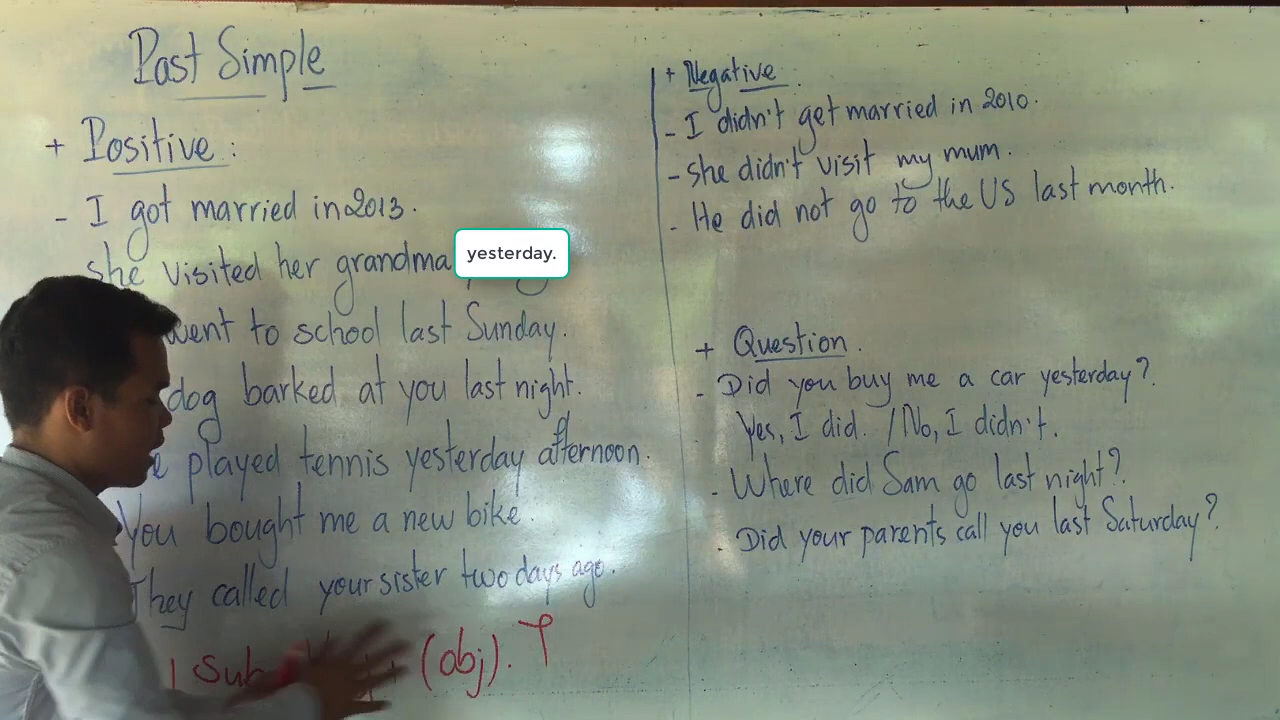 Past Simple
+ Positive :
- I got married in 2013.
she visited her grandma yesterday.
went to school last Sunday.
dog barked at you last night.
played tennis yesterday afternoon.
You bought me a new bike.
They called your sister two days ago.
(obj).
+ Negative
- I didn't get married in 2010.
- she didn't visit my mum.
- He did not go to the US last month.
+ Question.
- Did you buy me a car yesterday?
Yes, I did. / No, I didn't.
- Where did Sam go last night?
. Did your parents call you last Saturday?